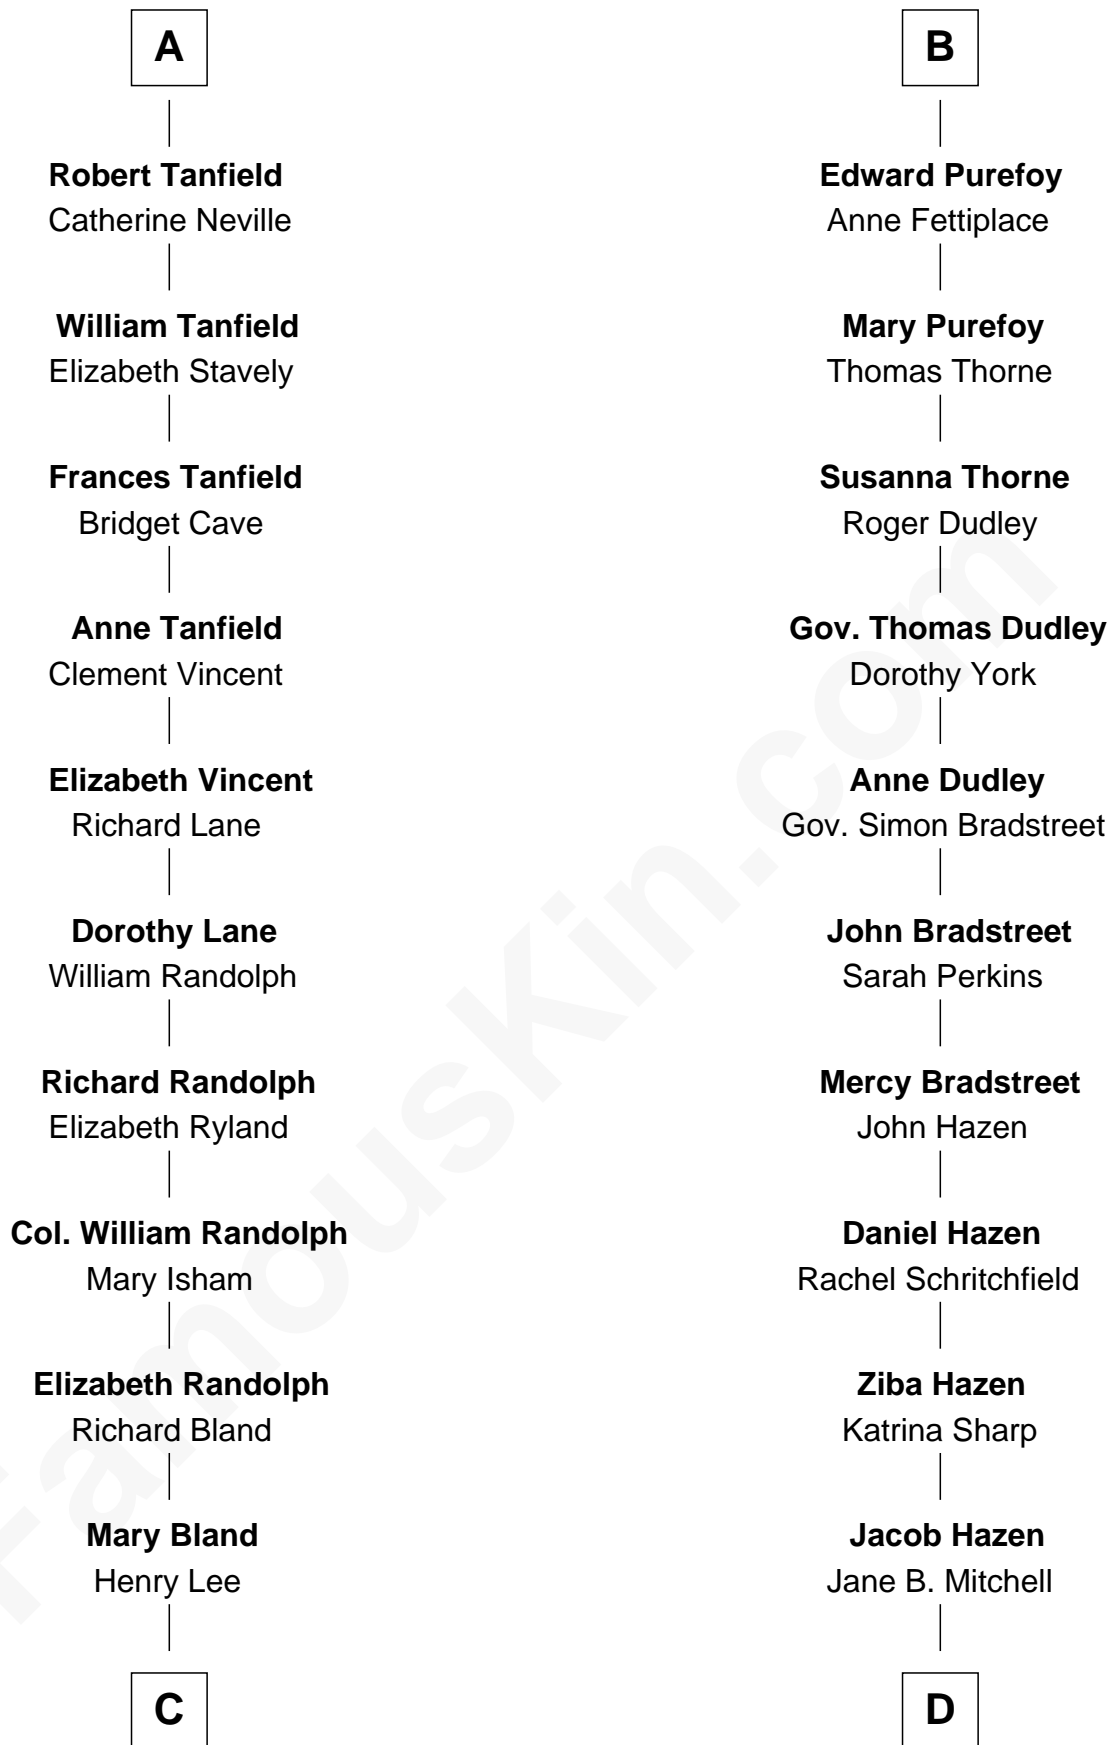 A
Robert Tanfield
Catherine Neville
William Tanfield
Elizabeth Stavely
Frances Tanfield
Bridget Cave
Anne Tanfield
Clement Vincent
Elizabeth Vincent
Richard Lane
Dorothy Lane
William Randolph
Richard Randolph
Elizabeth Ryland
Col. William Randolph
Mary Isham
Elizabeth Randolph
Richard Bland
Mary Bland
Henry Lee
C
B
Edward Purefoy
Anne Fettiplace
Mary Purefoy
Thomas Thorne
Susanna Thorne
Roger Dudley
Gov. Thomas Dudley
Dorothy York
Anne Dudley
Gov. Simon Bradstreet
John Bradstreet
Sarah Perkins
Mercy Bradstreet
John Hazen
Daniel Hazen
Rachel Schritchfield
Ziba Hazen
Katrina Sharp
Jacob Hazen
Jane B. Mitchell
D
FamousKin.com